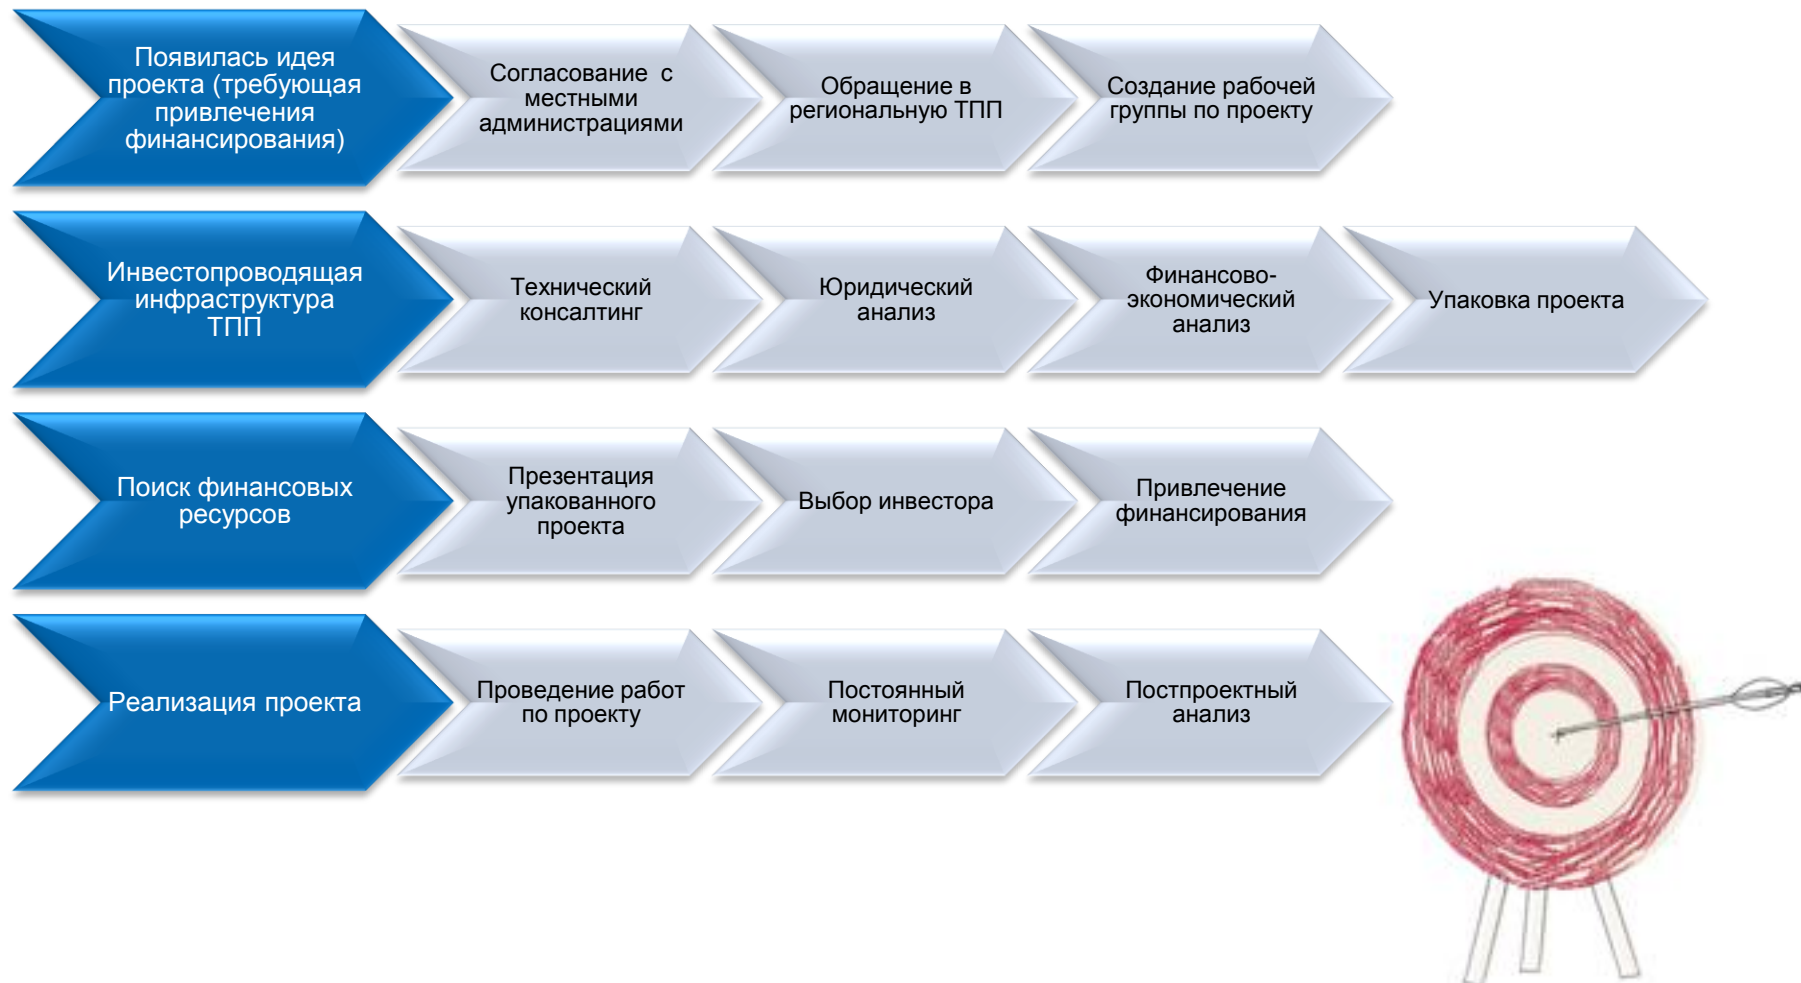 Появилась идея
проекта (требующая
привлечения
финансирования)
Согласование с
местными
администрациями
Обращение в
региональную ТПП
Создание рабочей
группы по проекту
Инвестопроводящая
инфраструктура
ТПП
Технический
консалтинг
Юридический
анализ
Финансово-
экономический
анализ
Упаковка проекта
Поиск финансовых
ресурсов
Презентация
упакованного
проекта
Выбор инвестора
Привлечение
финансирования
Реализация проекта
Проведение работ
по проекту
Постоянный
мониторинг
Постпроектный
анализ